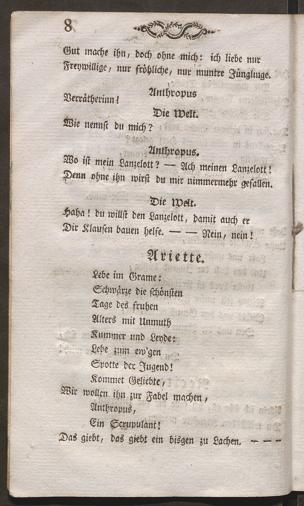 8
Gut mache ihn, doch ohne mich: ich liebe nur
Freywillige, nur fröhliche, nur muntre Jünglinge.
Anthropus
Verrätherinn!
Die Welt.
Wie nennst du mich?
Anthropus.
Wo ist mein Lanzelott? — Ach meinen Lanzelott!
Denn ohne ihn wirst du mir nimmermehr gefallen.
Die Welt.
Haha! du willst den Lanzelott, damit auch er
Dir Klausen bauen helfe. — — Nein, nein!
Ariette.
Lebe im Grame:
Schwärze die schönsten
Tage des fruhen
Alters mit Unmuth
Kummer und Leyde:
Lebe zum ew'gen
Spotte der Jugend!
Kommet Geliebte,
Wir wollen ihn zur Fabel machen,
Anthropus,
Ein Scrupulant!
Das giebt, das giebt ein bisgen zu Lachen. — — —